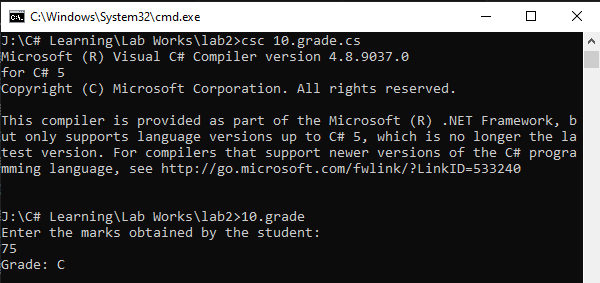 C:\Windows\System32\cmd.exe
J:\C# Learning\Lab Works\lab2>csc 10.grade.cs
Microsoft (R) Visual C# Compiler version 4.8.9037.0
for C# 5
Copyright (C) Microsoft Corporation. All rights reserved.
This compiler is provided as part of the Microsoft (R) .NET Framework, b
ut only supports language versions up to C# 5, which is no longer the la
test version. For compilers that support newer versions of the C# progra
mming language, see http://go.microsoft.com/fwlink/?LinkID=533240
J:\C# Learning\Lab Works\lab2>10.grade
Enter the marks obtained by the student:
75
Grade: C